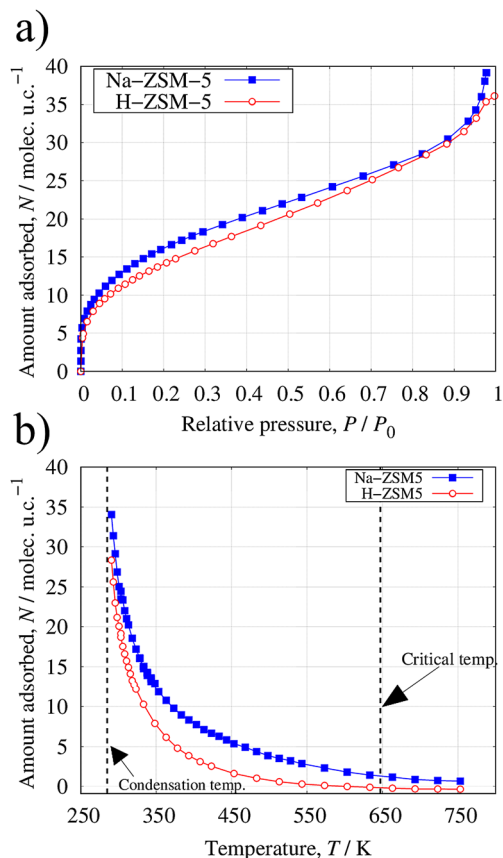 a)
Amount adsorbed, N / molec. u.c.⁻¹
40
35
30
25
20
15
10
5
0
Na-ZSM-5
H-ZSM-5
0 0.1 0.2 0.3 0.4 0.5 0.6 0.7 0.8 0.9 1
Relative pressure, P / P₀
b)
Amount adsorbed, N / molec. u.c.⁻¹
40
35
30
25
20
15
10
5
0
Na-ZSM5
H-ZSM5
Critical temp.
Condensation temp.
250 350 450 550 650 750
Temperature, T / K